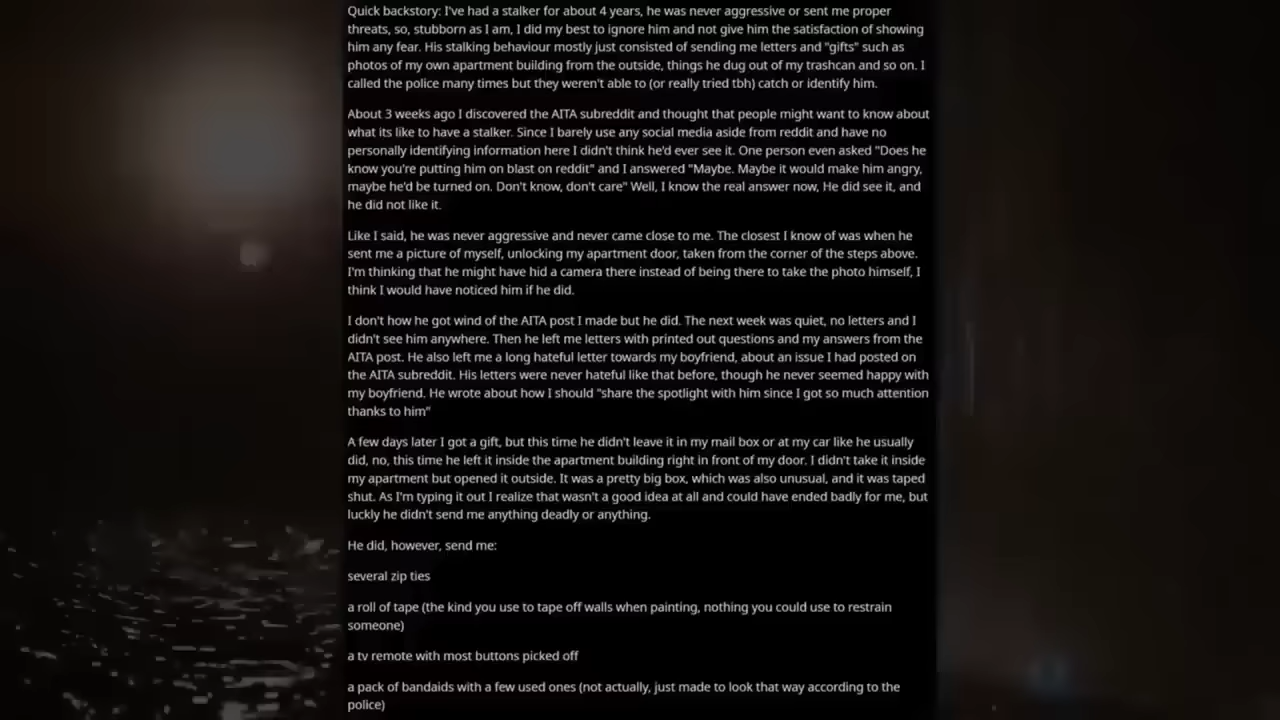 Quick backstory: I've had a stalker for about 4 years, he was never aggressive or sent me proper
threats, so, stubborn as I am, I did my best to ignore him and not give him the satisfaction of showing
him any fear. His stalking behaviour mostly just consisted of sending me letters and "gifts" such as
photos of my own apartment building from the outside, things he dug out of my trashcan and so on. I
called the police many times but they weren't able to (or really tried tbh) catch or identify him.
About 3 weeks ago I discovered the AITA subreddit and thought that people might want to know about
what its like to have a stalker. Since I barely use any social media aside from reddit and have no
personally identifying information here I didn't think he'd ever see it. One person even asked "Does he
know you're putting him on blast on reddit" and I answered "Maybe. Maybe it would make him angry,
maybe he'd be turned on. Don't know, don't care" Well, I know the real answer now, He did see it, and
he did not like it.
Like I said, he was never aggressive and never came close to me. The closest I know of was when he
sent me a picture of myself, unlocking my apartment door, taken from the corner of the steps above.
I'm thinking that he might have hid a camera there instead of being there to take the photo himself, I
think I would have noticed him if he did.
I don't how he got wind of the AITA post I made but he did. The next week was quiet, no letters and I
didn't see him anywhere. Then he left me letters with printed out questions and my answers from the
AITA post. He also left me a long hateful letter towards my boyfriend, about an issue I had posted on
the AITA subreddit. His letters were never hateful like that before, though he never seemed happy with
my boyfriend. He wrote about how I should "share the spotlight with him since I got so much attention
thanks to him"
A few days later I got a gift, but this time he didn't leave it in my mail box or at my car like he usually
did, no, this time he left it inside the apartment building right in front of my door. I didn't take it inside
my apartment but opened it outside. It was a pretty big box, which was also unusual, and it was taped
shut. As I'm typing it out I realize that wasn't a good idea at all and could have ended badly for me, but
luckily he didn't send me anything deadly or anything.
He did, however, send me:
several zip ties
a roll of tape (the kind you use to tape off walls when painting, nothing you could use to restrain
someone)
a tv remote with most buttons picked off
a pack of bandaids with a few used ones (not actually, just made to look that way according to the
police)